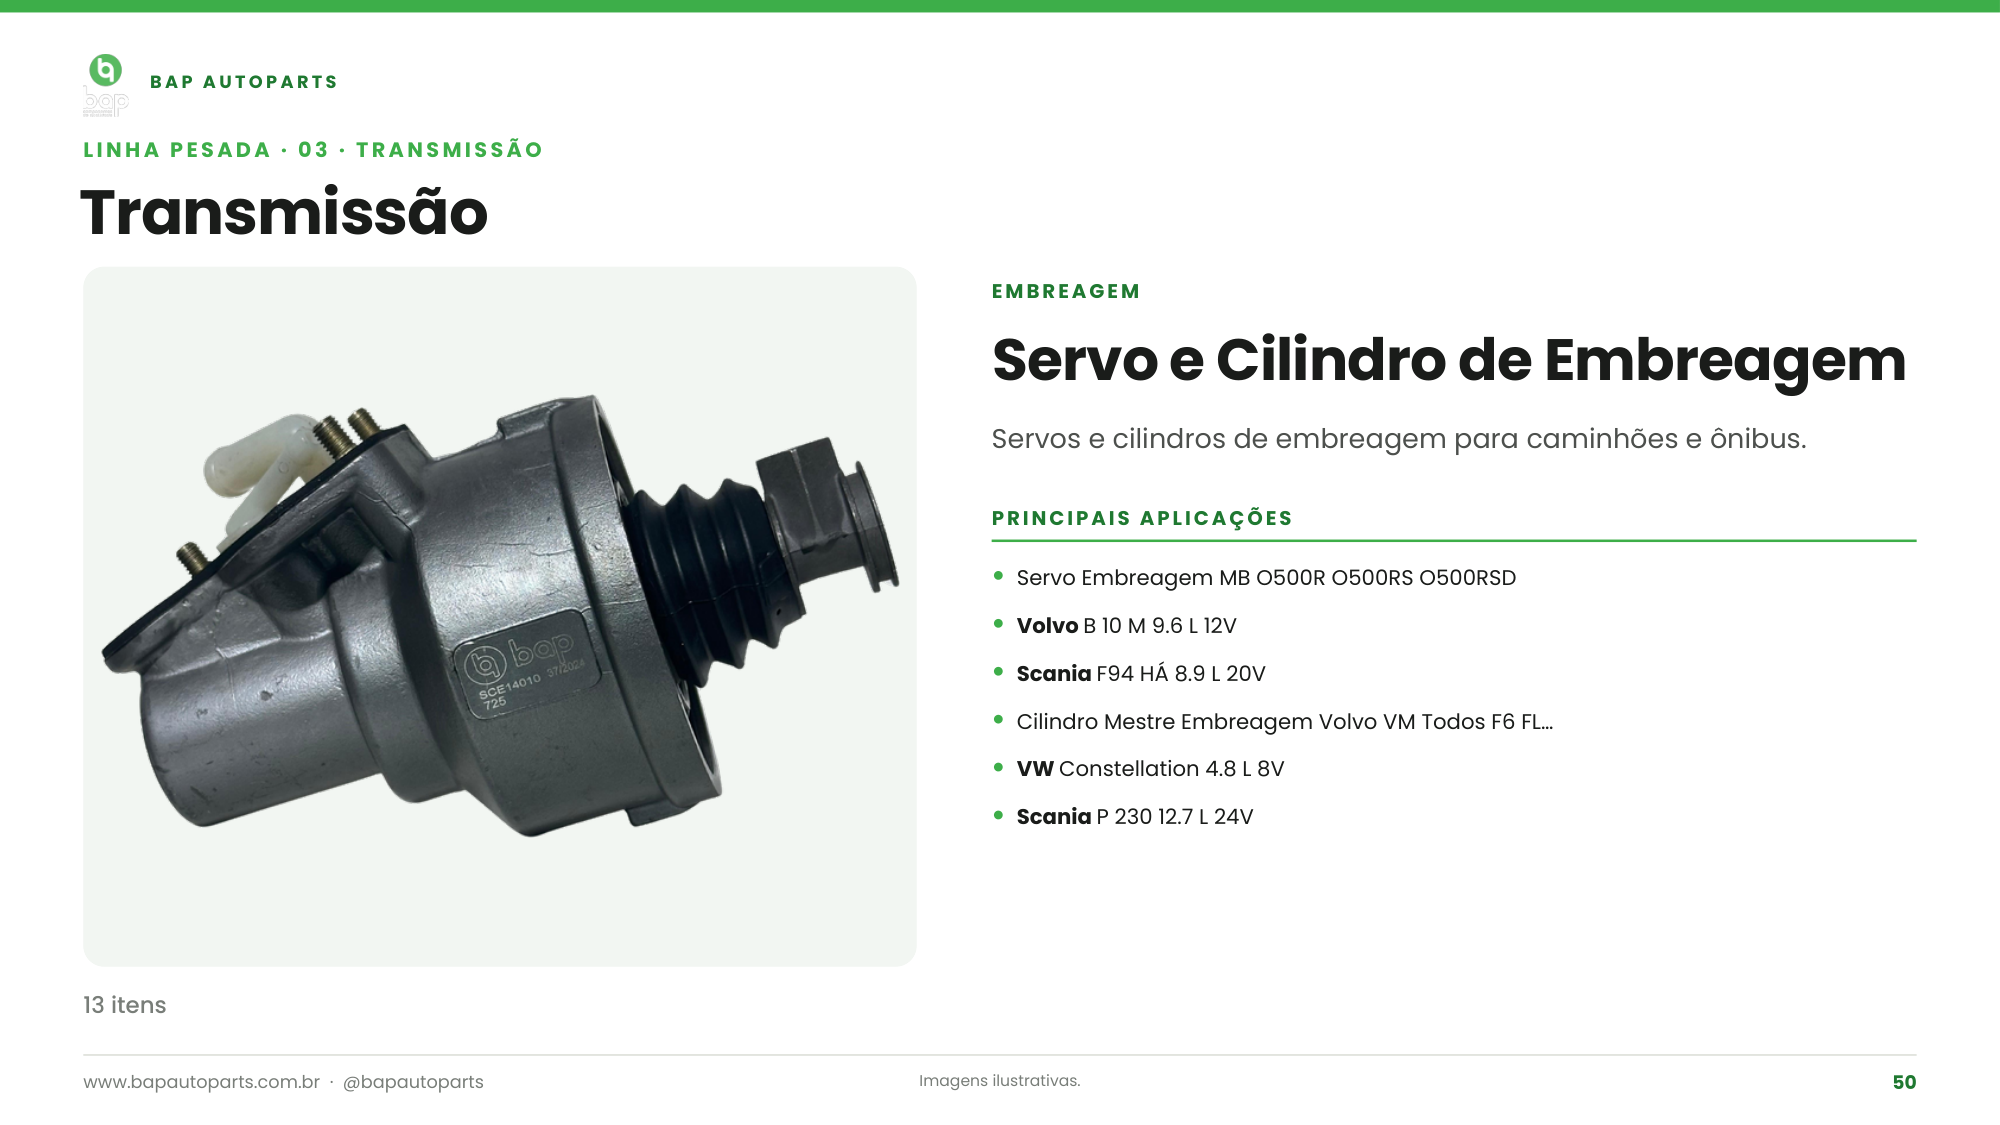 bap
BAP AUTOPARTS
LINHA PESADA · 03 · TRANSMISSÃO
Transmissão
bap
SCE14010 37/2024
725
13 itens
EMBREAGEM
Servo e Cilindro de Embreagem
Servos e cilindros de embreagem para caminhões e ônibus.
PRINCIPAIS APLICAÇÕES
• Servo Embreagem MB O500R O500RS O500RSD
• Volvo B 10 M 9.6 L 12V
• Scania F94 HÁ 8.9 L 20V
• Cilindro Mestre Embreagem Volvo VM Todos F6 FL...
• VW Constellation 4.8 L 8V
• Scania P 230 12.7 L 24V
www.bapautoparts.com.br · @bapautoparts
Imagens ilustrativas.
50